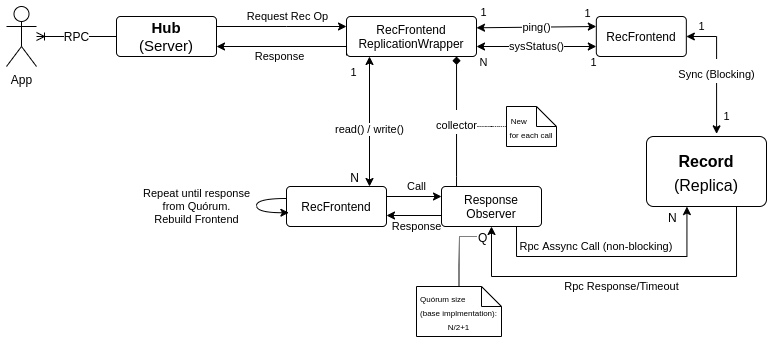 App
RPC
Hub
(Server)
Request Rec Op
Response
RecFrontend
ReplicationWrapper
1
1
ping()
sysStatus()
N
1
RecFrontend
1
Sync (Blocking)
1
Record
(Replica)
N
1
read() / write()
N
collector
New
for each call
Repeat until response
from Quórum.
Rebuild Frontend
RecFrontend
Call
Response
Response
Observer
Q
Rpc Assync Call (non-blocking)
Rpc Response/Timeout
Quórum size
(base implmentation):
N/2+1